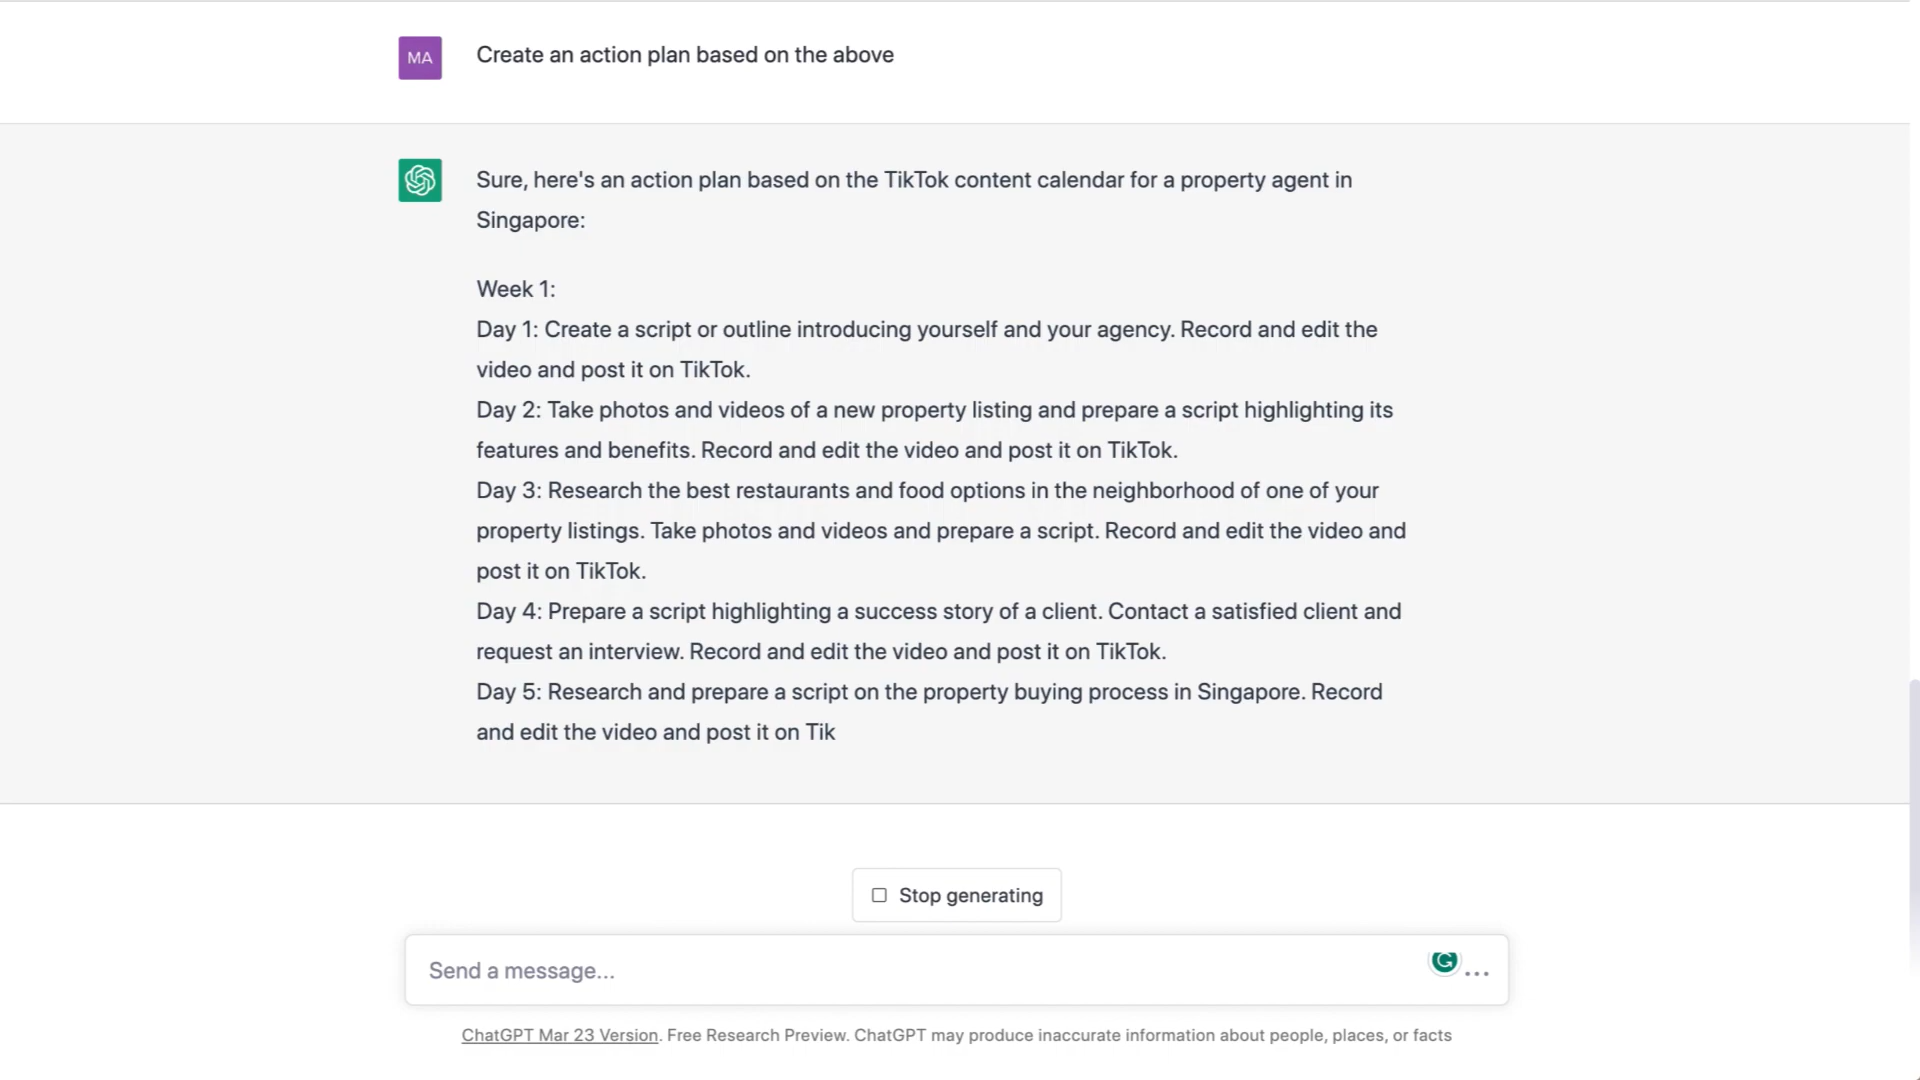 MA
Create an action plan based on the above
Sure, here's an action plan based on the TikTok content calendar for a property agent in
Singapore:
Week 1:
Day 1: Create a script or outline introducing yourself and your agency. Record and edit the
video and post it on TikTok.
Day 2: Take photos and videos of a new property listing and prepare a script highlighting its
features and benefits. Record and edit the video and post it on TikTok.
Day 3: Research the best restaurants and food options in the neighborhood of one of your
property listings. Take photos and videos and prepare a script. Record and edit the video and
post it on TikTok.
Day 4: Prepare a script highlighting a success story of a client. Contact a satisfied client and
request an interview. Record and edit the video and post it on TikTok.
Day 5: Research and prepare a script on the property buying process in Singapore. Record
and edit the video and post it on Tik
Stop generating
Send a message...
ChatGPT Mar 23 Version. Free Research Preview. ChatGPT may produce inaccurate information about people, places, or facts